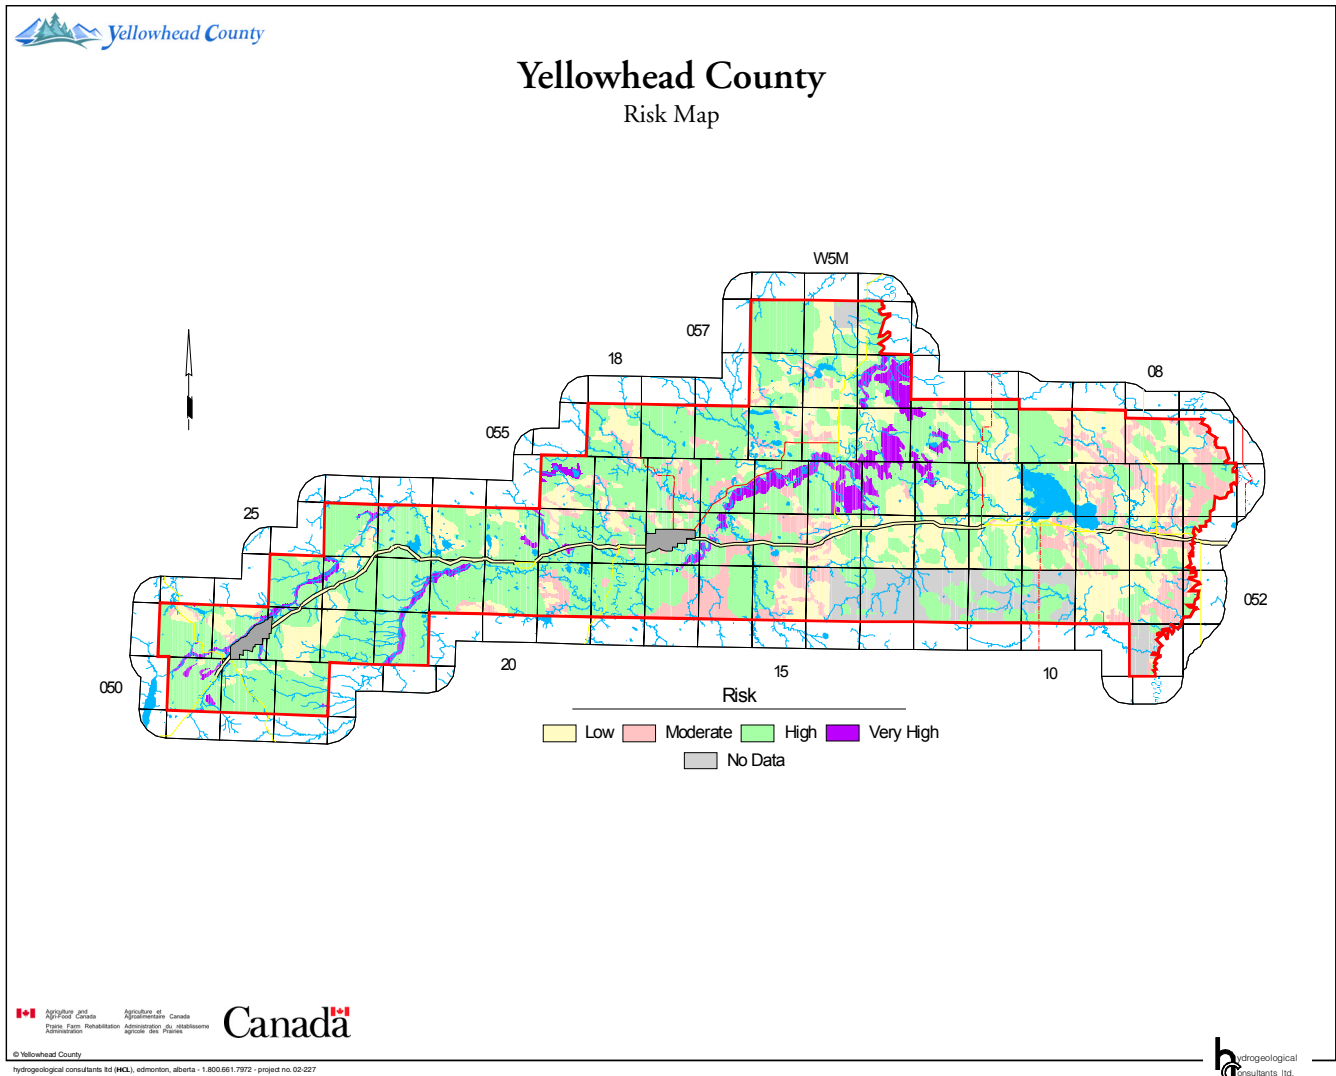 Yellowhead County
Yellowhead County
Risk Map
W5M
057
18
08
055
25
052
050
20
15
10
Risk
Low
Moderate
High
Very High
No Data
Agriculture and
Agri-Food Canada
Agriculture et
Agroalimentaire Canada
Prairie Farm Rehabilitation
Administration
Administration du rétablisseme
agricole des Prairies
Canada
© Yellowhead County
hydrogeological consultants ltd (HCL), edmonton, alberta - 1.800.661.7972 - project no. 02-227
hydrogeological
consultants ltd.